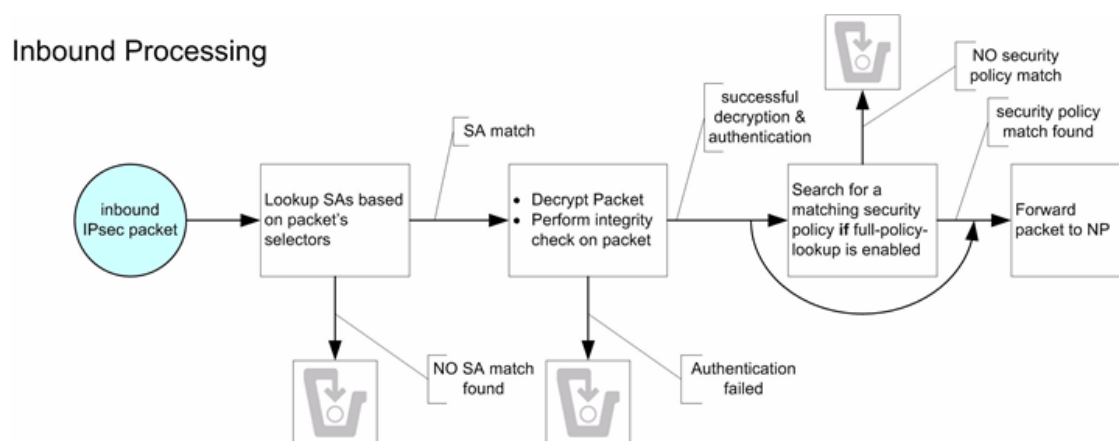 Inbound Processing
NO security
policy match
successful
decryption &
authentication
security policy
match found
SA match
inbound
IPsec packet
Lookup SAs based
on packet's
selectors
• Decrypt Packet
• Perform integrity
check on packet
Search for a
matching security
policy if full-policy-
lookup is enabled
Forward
packet to NP
NO SA match
found
Authentication
failed